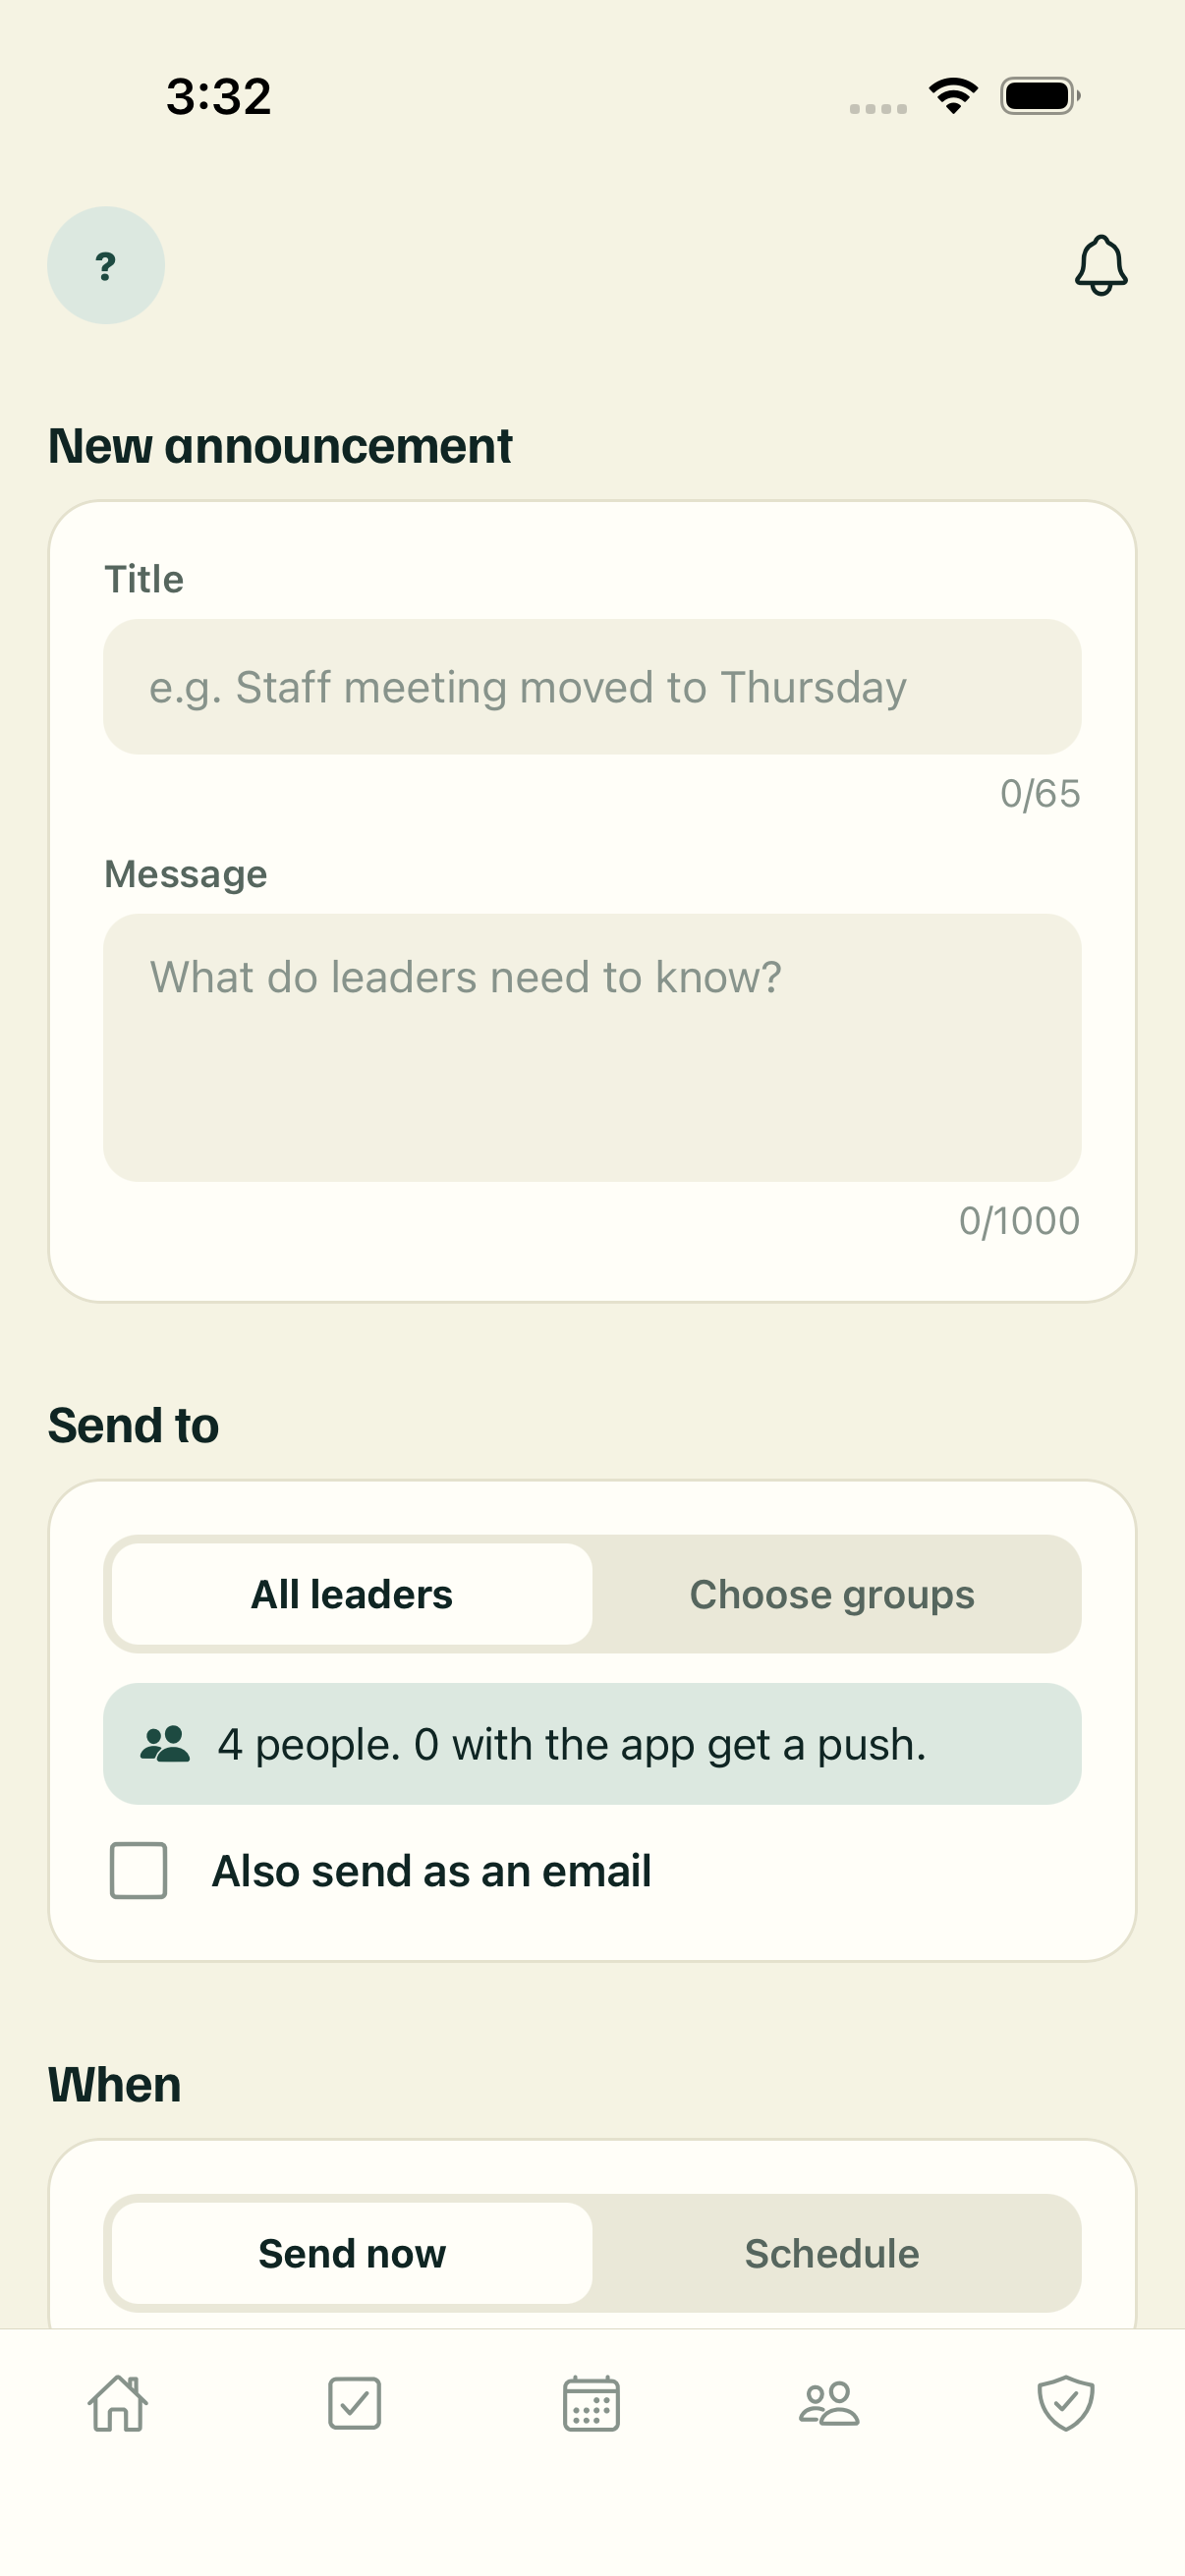 3:32
?
New announcement
Title
e.g. Staff meeting moved to Thursday
0/65
Message
What do leaders need to know?
0/1000
Send to
All leaders
Choose groups
4 people. 0 with the app get a push.
Also send as an email
When
Send now
Schedule